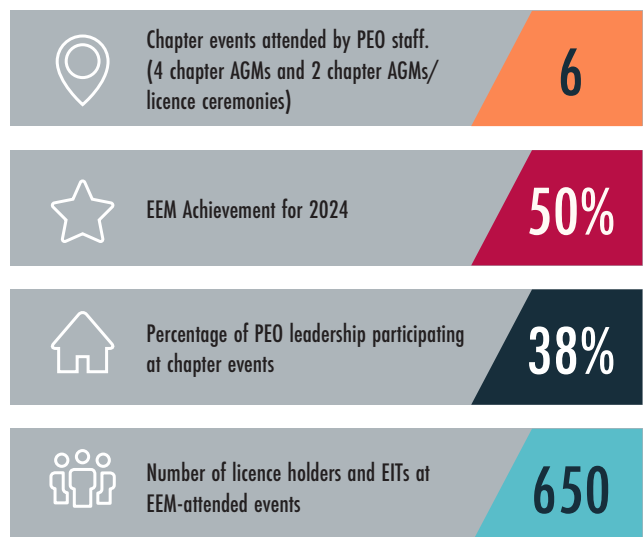 Chapter events attended by PEO staff.
(4 chapter AGMs and 2 chapter AGMs/
licence ceremonies)
6
EEM Achievement for 2024
50%
Percentage of PEO leadership participating
at chapter events
38%
Number of licence holders and EITs at
EEM-attended events
650